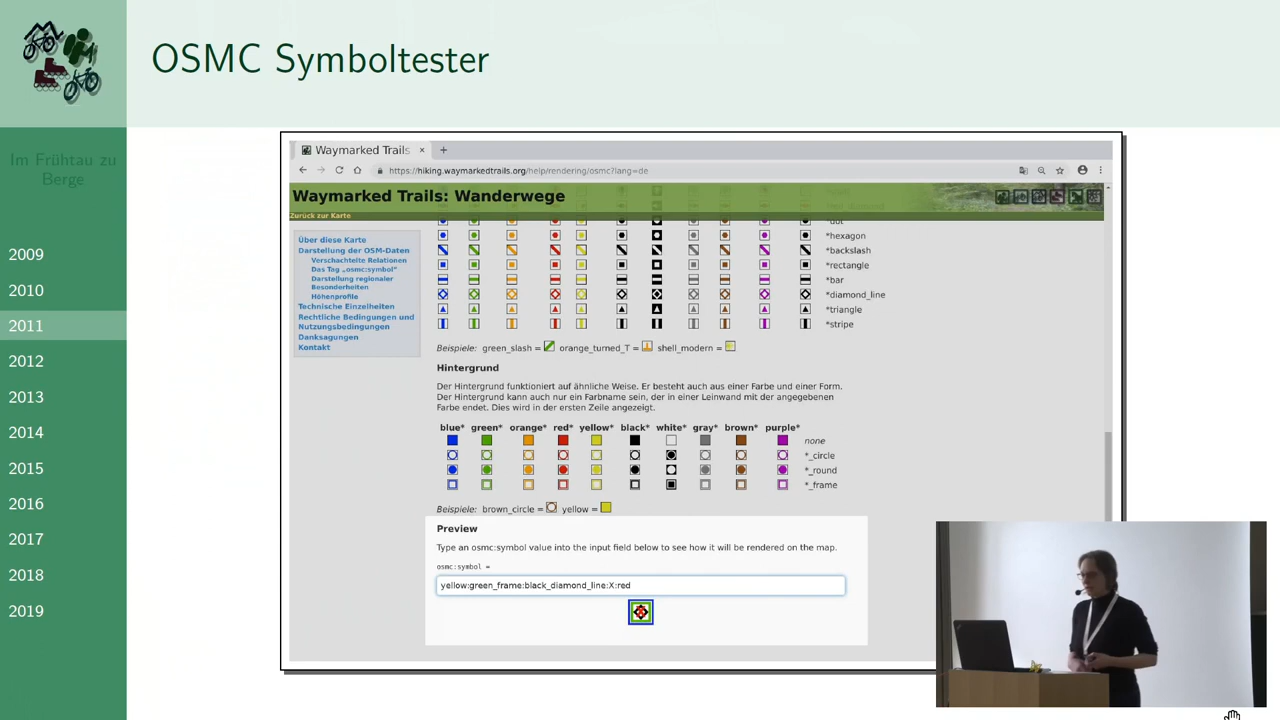 OSMC Symboltester
Im Frühtau zu
Berge
2009
2010
2011
2012
2013
2014
2015
2016
2017
2018
2019
Waymarked Trails:
https://hiking.waymarkedtrails.org/help/rendering/osmc?lang=de
Waymarked Trails: Wanderwege
Zurück zur Karte
Über diese Karte
Darstellung der OSM-Daten
Verschachtelte Relationen
Das Tag „osmc:symbol“
Darstellung regionaler
Besonderheiten
Höhenprofile
Technische Einzelheiten
Rechtliche Bedingungen und
Nutzungsbedingungen
Danksagungen
Kontakt
*hexagon
*backslash
*rectangle
*bar
*diamond_line
*triangle
*stripe
Beispiele: green_slash = orange_turned_T = shell_modern =
Hintergrund
Der Hintergrund funktioniert auf ähnliche Weise. Er besteht auch aus einer Farbe und einer Form.
Der Hintergrund kann auch nur ein Farbname sein, der in einer Leinwand mit der angegebenen
Farbe endet. Dies wird in der ersten Zeile angezeigt.
blue* green* orange* red* yellow* black* white* gray* brown* purple*
none
*_circle
*_round
*_frame
Beispiele: brown_circle = yellow =
Preview
Type an osmc:symbol value into the input field below to see how it will be rendered on the map.
osmc:symbol =
yellow:green_frame:black_diamond_line:X:red